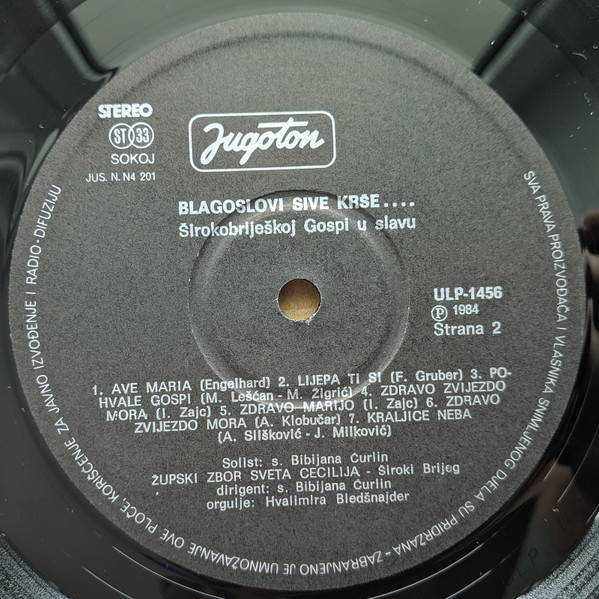 STEREO
ST 33
SOKOJ
JUS. N. N4 201
Jugoton
BLAGOSLOVI SIVE KRŠE....
Širokobriješkoj Gospi u slavu
ULP-1456
Ⓟ 1984
Strana 2
1. AVE MARIA (Engelhard) 2. LIJEPA TI SI (F. Gruber) 3. PO-
HVALE GOSPI (M. Lešćan - M. Žigrić) 4. ZDRAVO ZVIJEZDO
MORA (I. Zajc) 5. ZDRAVO MARIJO (I. Zajc) 6. ZDRAVO
ZVIJEZDO MORA (A. Klobučar) 7. KRALJICE NEBA
(A. Slišković - J. Milković)
Solist: s. Bibijana Ćurlin
ŽUPSKI ZBOR SVETA CECILIJA - Široki Brijeg
dirigent: s. Bibijana Ćurlin
orgulje: Hvalimira Bledšnajder
SVA PRAVA PROIZVOĐAČA I VLASNIKA SNIMLJENOG DJELA SU PRIDRŽANA - ZABRANJENO JE UMNOŽAVANJE OVE PLOČE, KORIŠĆENJE ZA JAVNO IZVOĐENJE I RADIO-DIFUZIJU